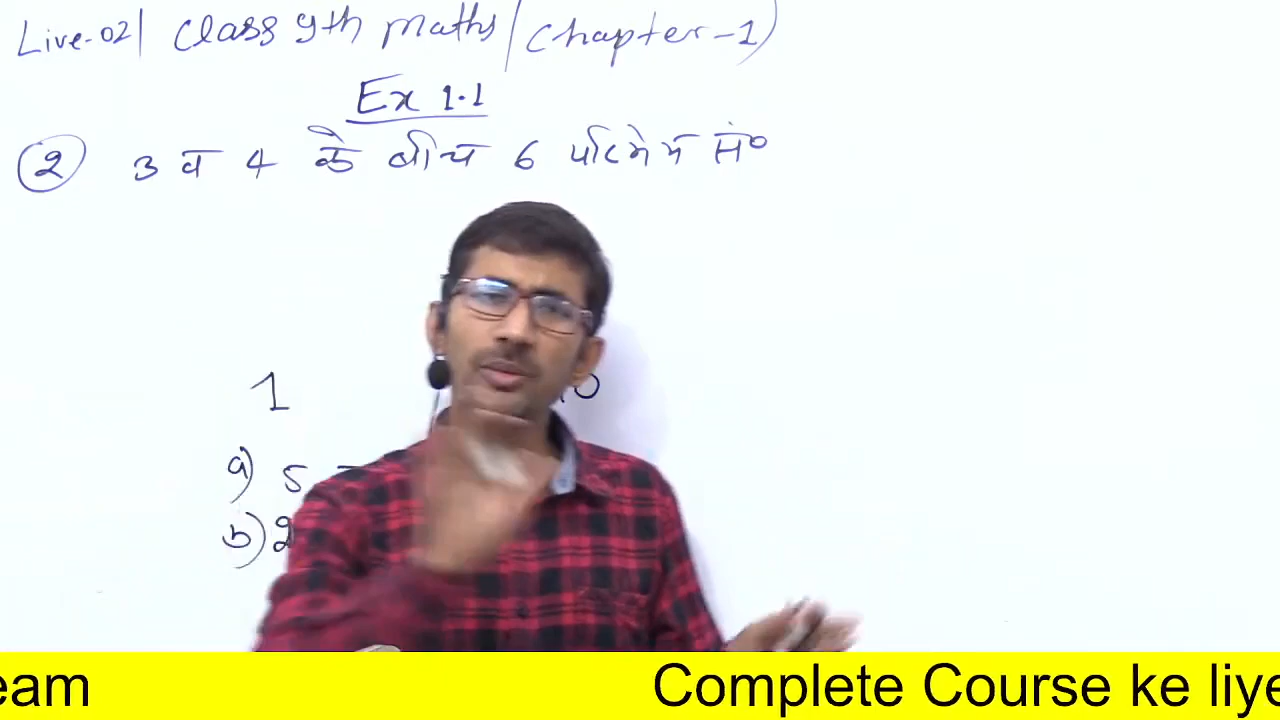 Live-02| Class 9th maths/(Chapter-1)
Ex 1.1
(2) 3 व 4 के बीच 6 परिमेय सं०
1
a) 5
b) 2
eam Complete Course ke liye